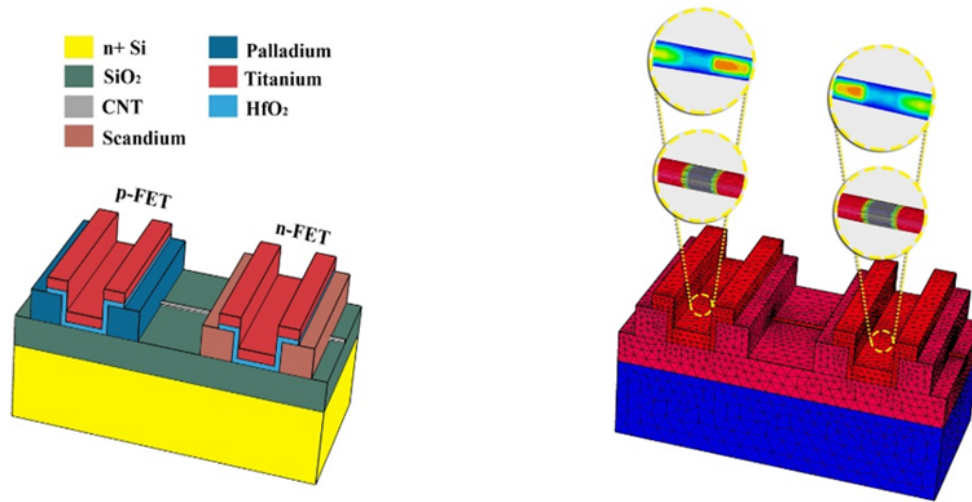 n+ Si
SiO₂
CNT
Scandium
Palladium
Titanium
HfO₂
p-FET
n-FET